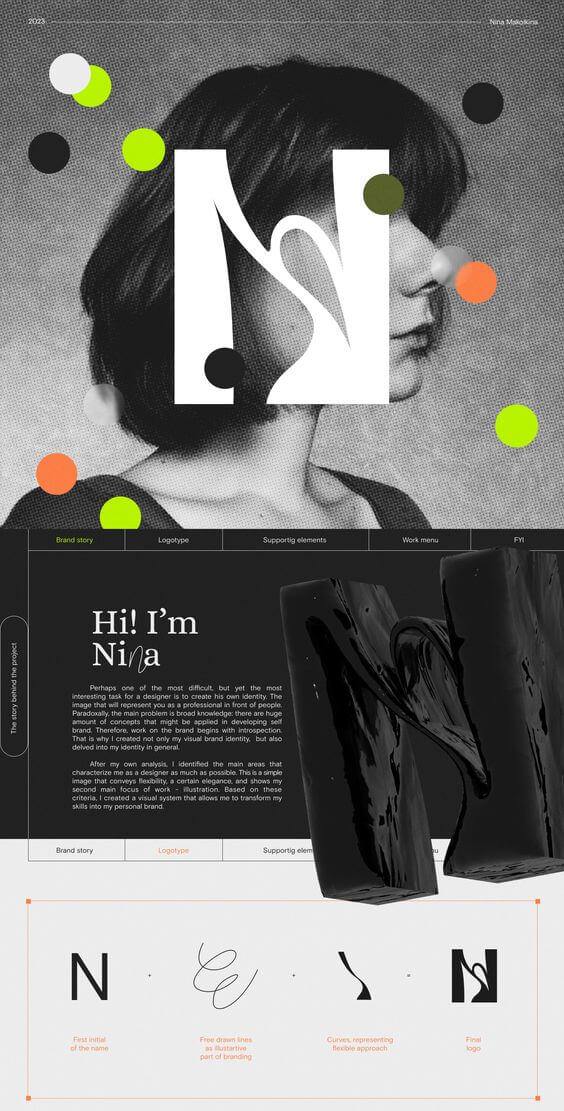 2023
Nina Makolkina
N
Brand story
Logotype
Supportig elements
Work menu
FYI
The story behind the project
Hi! I’m
Nina
Perhaps one of the most difficult, but yet the most
interesting task for a designer is to create his own identity. The
image that will represent you as a professional in front of people.
Paradoxally, the main problem is broad knowledge: there are huge
amount of concepts that might be applied in developing self
brand. Therefore, work on the brand begins with introspection.
That is why I created not only my visual brand identity, but also
delved into my identity in general.
After my own analysis, I identified the main areas that
characterize me as a designer as much as possible. This is a simple
image that conveys flexibility, a certain elegance, and shows my
second main focus of work - illustration. Based on these
criteria, I created a visual system that allows me to transform my
skills into my personal brand.
Brand story
Logotype
Supportig elem
nu
N
+
+
=
N
First initial
of the name
Free drawn lines
as illustartive
part of branding
Curves, representing
flexible approach
Final
logo